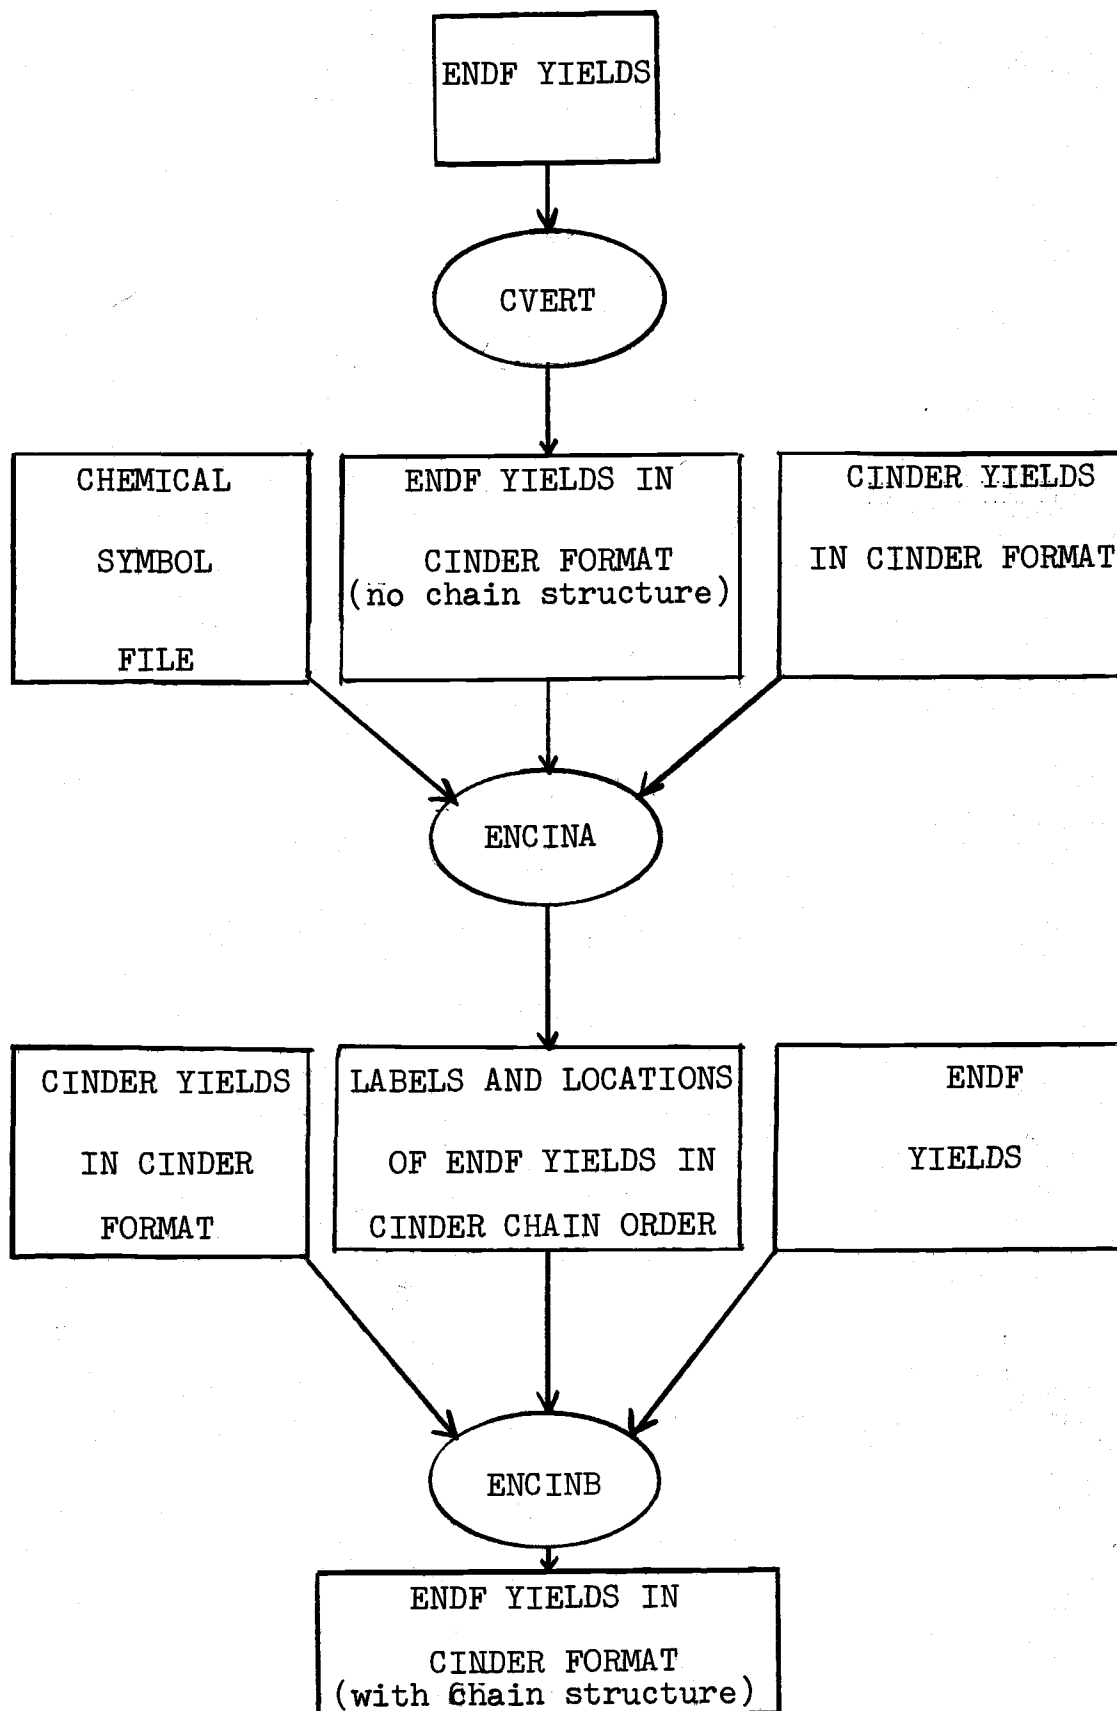 ENDF YIELDS
CVERT
CHEMICAL
SYMBOL
FILE
ENDF YIELDS IN
CINDER FORMAT
(no chain structure)
CINDER YIELDS
IN CINDER FORMAT
ENCINA
CINDER YIELDS
IN CINDER
FORMAT
LABELS AND LOCATIONS
OF ENDF YIELDS IN
CINDER CHAIN ORDER
ENDF
YIELDS
ENCINB
ENDF YIELDS IN
CINDER FORMAT
(with chain structure)